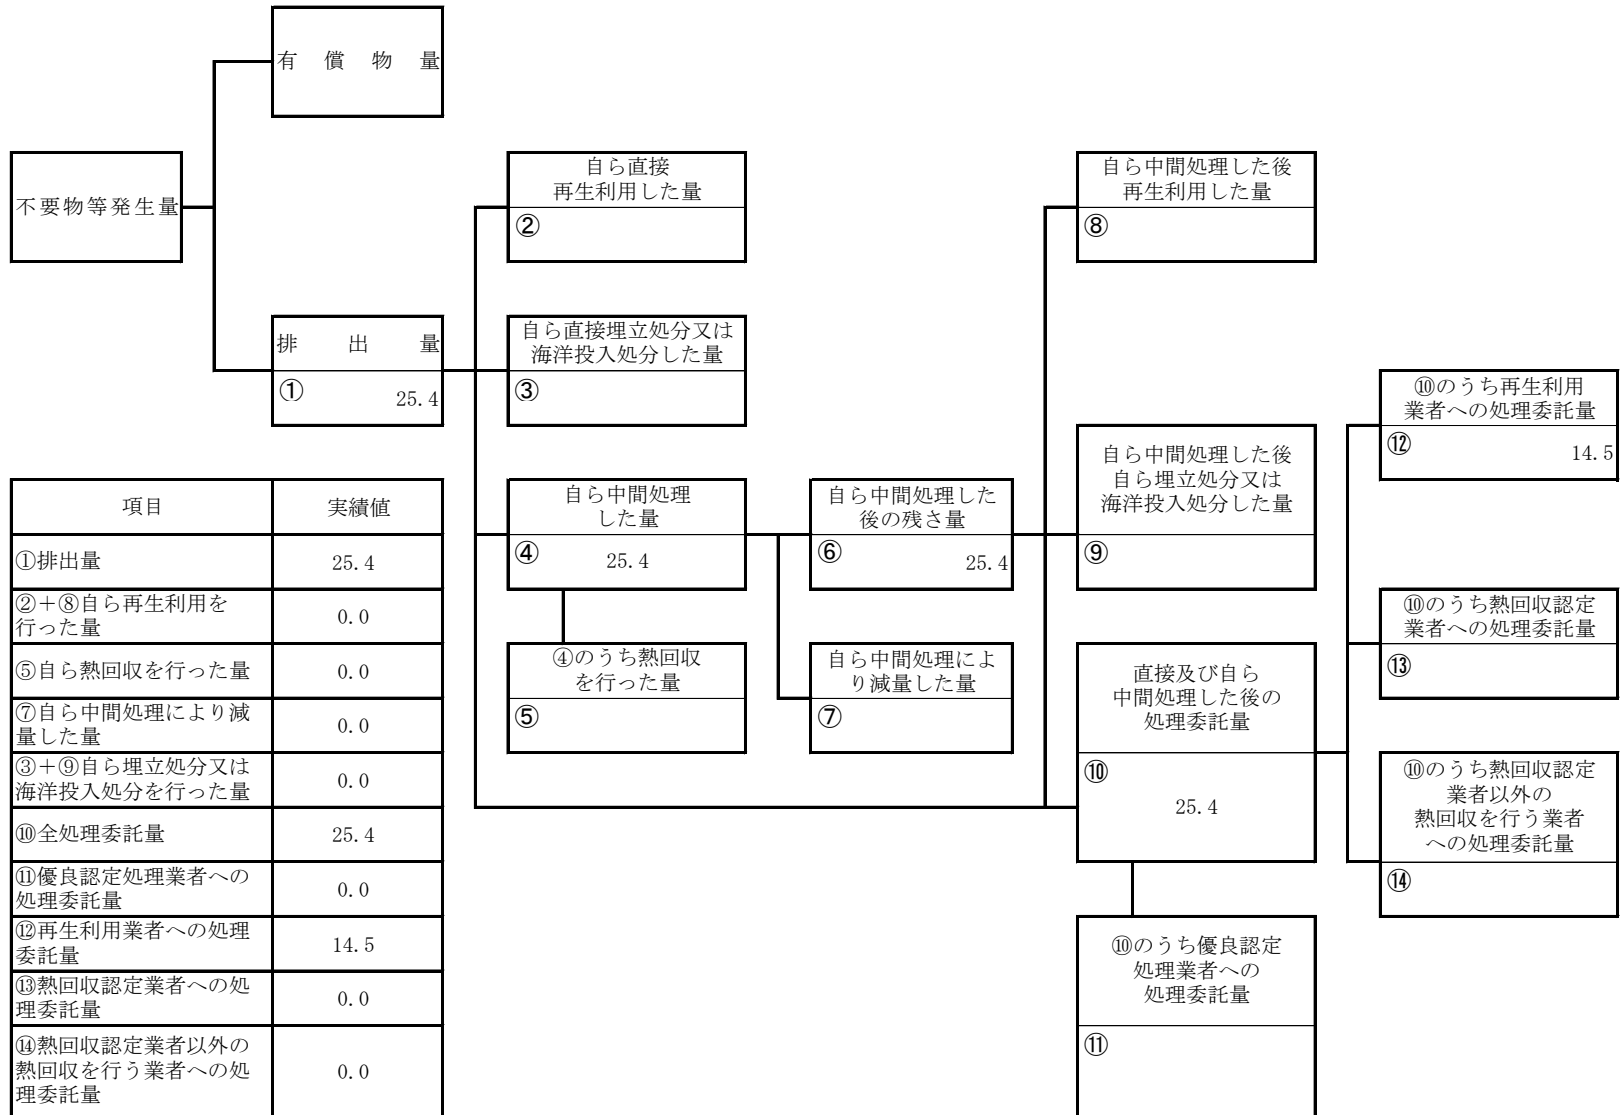 有償物量
不要物等発生量
排出量
① 25.4
自ら直接
再生利用した量
②
自ら直接埋立処分又は
海洋投入処分した量
③
自ら中間処理
した量
④ 25.4
④のうち熱回収
を行った量
⑤
自ら中間処理した
後の残さ量
⑥ 25.4
自ら中間処理によ
り減量した量
⑦
自ら中間処理した後
再生利用した量
⑧
自ら中間処理した後
自ら埋立処分又は
海洋投入処分した量
⑨
直接及び自ら
中間処理した後の
処理委託量
⑩
25.4
⑩のうち優良認定
処理業者への
処理委託量
⑪
⑩のうち再生利用
業者への処理委託量
⑫ 14.5
⑩のうち熱回収認定
業者への処理委託量
⑬
⑩のうち熱回収認定
業者以外の
熱回収を行う業者
への処理委託量
⑭
項目 実績値
①排出量 25.4
②+⑧自ら再生利用を
行った量 0.0
⑤自ら熱回収を行った量 0.0
⑦自ら中間処理により減
量した量 0.0
③+⑨自ら埋立処分又は
海洋投入処分を行った量 0.0
⑩全処理委託量 25.4
⑪優良認定処理業者への
処理委託量 0.0
⑫再生利用業者への処理
委託量 14.5
⑬熱回収認定業者への処
理委託量 0.0
⑭熱回収認定業者以外の
熱回収を行う業者への処
理委託量 0.0